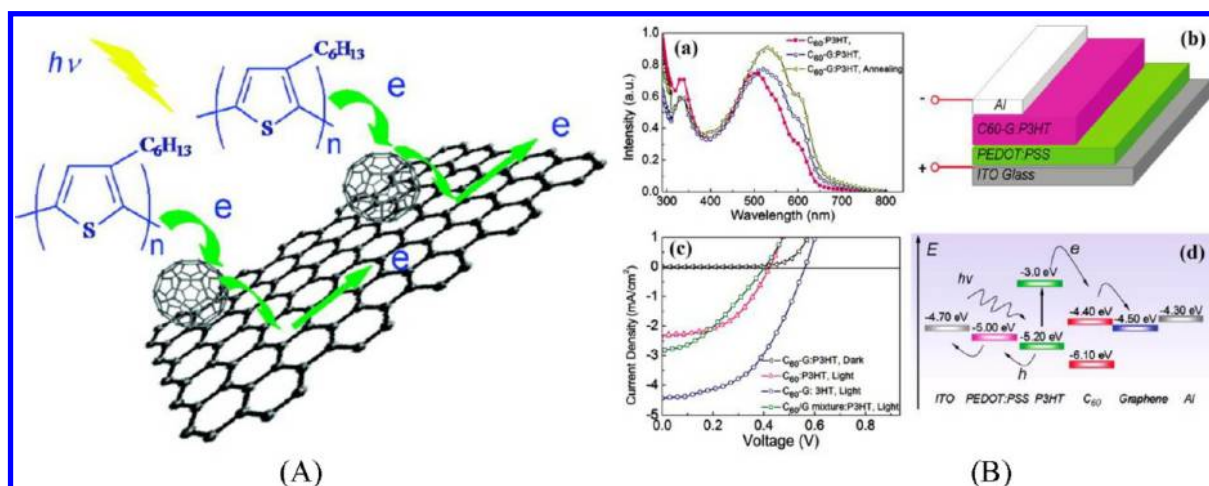 hν
C₆H₁₃
S
n
e
e
C₆H₁₃
S
n
e
e
(A)
(a)
C₆₀:P3HT,
C₆₀-G:P3HT,
C₆₀-G:P3HT, Annealing
Intensity (a.u.)
1.0
0.8
0.6
0.4
0.2
0.0
300 400 500 600 700 800
Wavelength (nm)
(b)
-
Al
C60-G:P3HT
PEDOT:PSS
+
ITO Glass
(c)
Current Density (mA/cm²)
1
0
-1
-2
-3
-4
-5
C₆₀-G:P3HT, Dark
C₆₀:P3HT, Light
C₆₀-G: 3HT, Light
C₆₀/G mixture:P3HT, Light
0.0 0.2 0.4 0.6 0.8
Voltage (V)
(d)
E
e
-3.0 eV
hν
-4.40 eV
-4.30 eV
-4.70 eV
-4.50 eV
-5.00 eV
-5.20 eV
h
-6.10 eV
ITO PEDOT:PSS P3HT C₆₀ Graphene Al
(B)